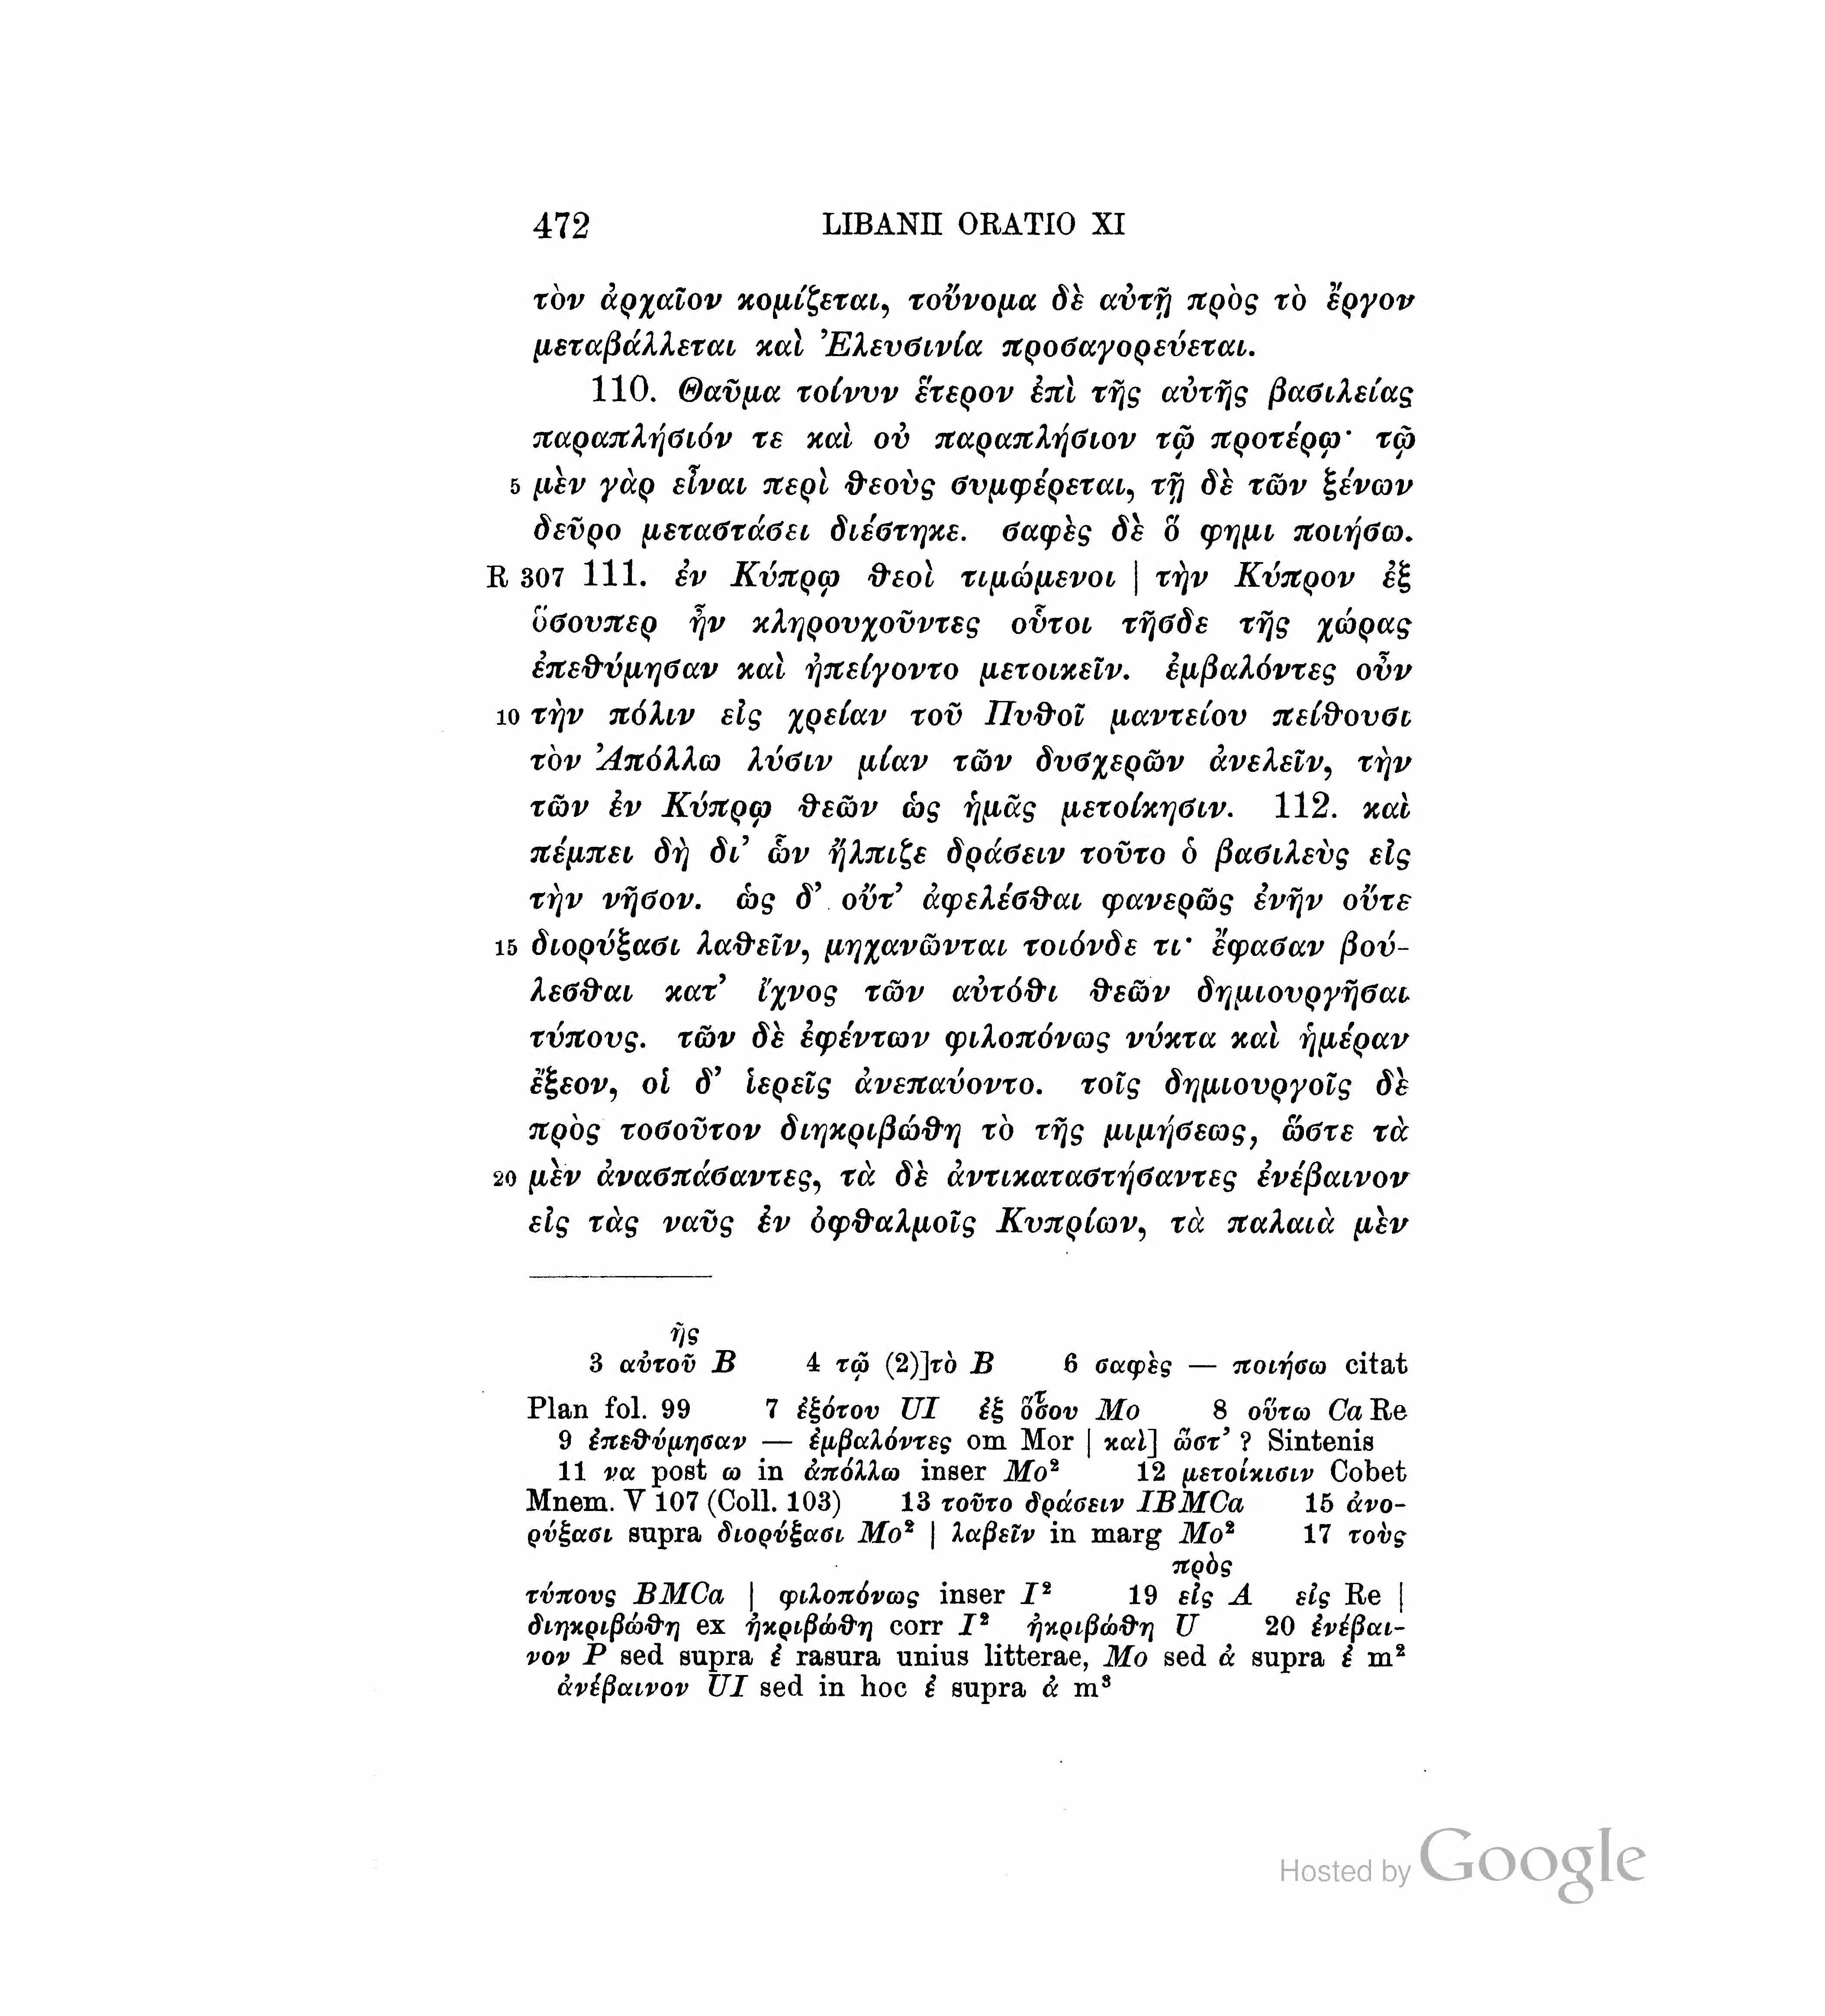 472 LIBANII ORATIO XI
τὸν ἀρχαῖον κομίζεται, τοὔνομα δὲ αὐτῇ πρὸς τὸ ἔργον
μεταβάλλεται καὶ Ἐλευσινία προσαγορεύεται.
110. Θαῦμα τοίνυν ἕτερον ἐπὶ τῆς αὐτῆς βασιλείας
παραπλήσιόν τε καὶ οὐ παραπλήσιον τῷ προτέρῳ· τῷ
5 μὲν γὰρ εἶναι περὶ θεοὺς συμφέρεται, τῇ δὲ τῶν ξένων
δεῦρο μεταστάσει διέστηκε. σαφὲς δὲ ὅ φημι ποιήσω.
R 307 111. ἐν Κύπρῳ θεοὶ τιμώμενοι | τὴν Κύπρον ἐξ
ὅσουπερ ἦν κληρουχοῦντες οὗτοι τῆσδε τῆς χώρας
ἐπεθύμησαν καὶ ἠπείγοντο μετοικεῖν. ἐμβαλόντες οὖν
10 τὴν πόλιν εἰς χρείαν τοῦ Πυθοῖ μαντείου πείθουσι
τὸν Ἀπόλλω λύσιν μίαν τῶν δυσχερῶν ἀνελεῖν, τὴν
τῶν ἐν Κύπρῳ θεῶν ὡς ἡμᾶς μετοίκησιν. 112. καὶ
πέμπει δὴ δι’ ὧν ἤλπιζε δράσειν τοῦτο ὁ βασιλεὺς εἰς
τὴν νῆσον. ὡς δ’ οὔτ’ ἀφελέσθαι φανερῶς ἐνῆν οὔτε
15 διορύξασι λαθεῖν, μηχανῶνται τοιόνδε τι· ἔφασαν βού-
λεσθαι κατ’ ἴχνος τῶν αὐτόθι θεῶν δημιουργῆσαι
τύπους. τῶν δὲ ἐφέντων φιλοπόνως νύκτα καὶ ἡμέραν
ἔξεον, οἱ δ’ ἱερεῖς ἀνεπαύοντο. τοῖς δημιουργοῖς δὲ
πρὸς τοσοῦτον διηκριβώθη τὸ τῆς μιμήσεως, ὥστε τὰ
20 μὲν ἀνασπάσαντες, τὰ δὲ ἀντικαταστήσαντες ἐνέβαινον
εἰς τὰς ναῦς ἐν ὀφθαλμοῖς Κυπρίων, τὰ παλαιὰ μὲν
ῆς
3 αὐτοῦ B 4 τῷ (2)]τὸ B 6 σαφὲς — ποιήσω citat
Plan fol. 99 7 ἐξότου UI ἐξ ὅσου Mo 8 οὕτω Ca Re
9 ἐπεθύμησαν — ἐμβαλόντες om Mor | καὶ] ὥστ’ ? Sintenis
11 να post ω in ἀπόλλω inser Mo² 12 μετοίκισιν Cobet
Mnem. V 107 (Coll. 103) 13 τοῦτο δράσειν IBMCa 15 ἀνο-
ρύξασι supra διορύξασι Mo² | λαβεῖν in marg Mo² 17 τοὺς
πρὸς
τύπους BMCa | φιλοπόνως inser I² 19 εἰς A εἰς Re |
διηκριβώθη ex ἠκριβώθη corr I² ἠκριβώθη U 20 ἐνέβαι-
νον P sed supra ἐ rasura unius litterae, Mo sed ἀ supra ἐ m²
ἀνέβαινον UI sed in hoc ἐ supra ἀ m³
Hosted by Google